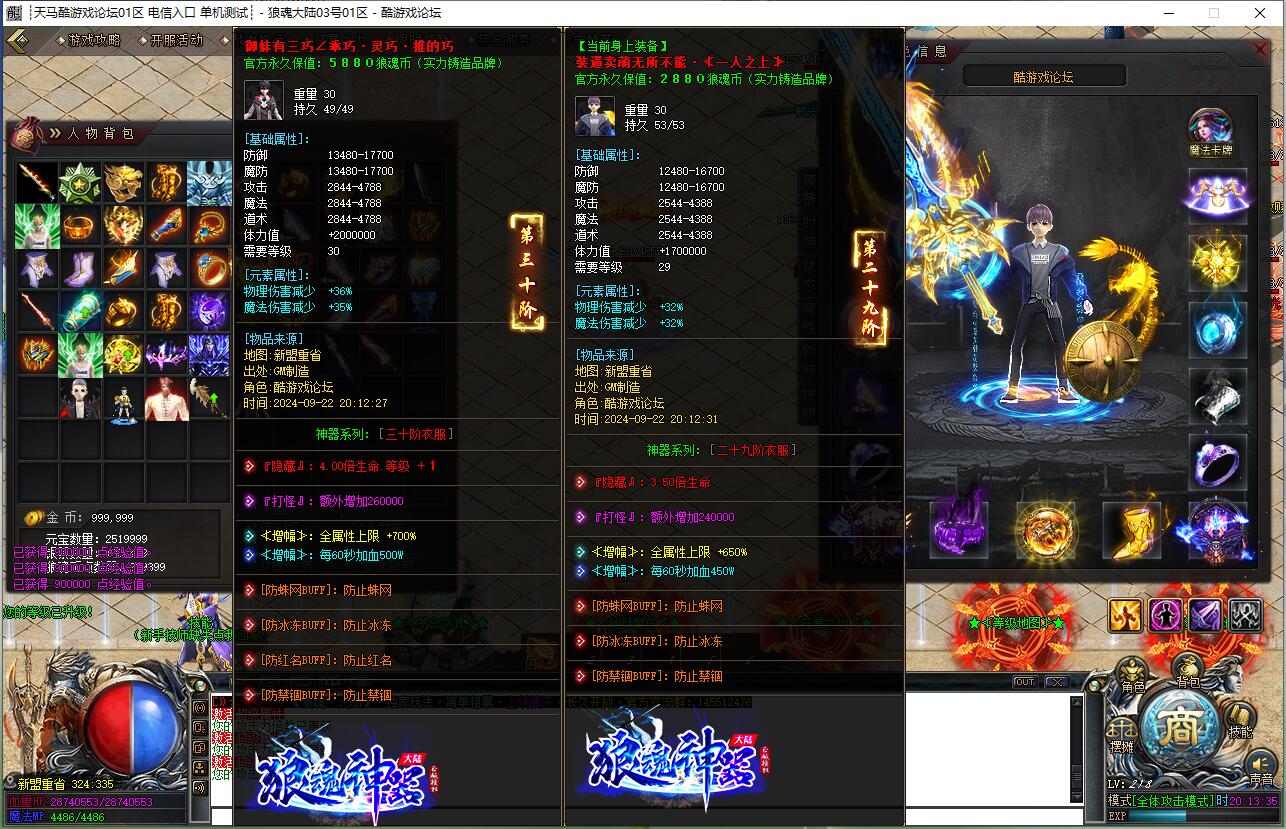 天马酷游戏论坛01区 电信入口 单机测试 - 狼魂大陆03号01区 - 酷游戏论坛
游戏攻略
开服活动
人物背包
金 币: 999,999
元宝数量: 2519999
已获得 900000 点经验值。
已获得 900000 点经验值。
您的等级已升级!
御妹有三巧∠乖巧·灵巧·推的巧
官方永久保值：５８８０狼魂币（实力铸造品牌）
重量 30
持久 49/49
[基础属性]:
防御 13480-17700
魔防 13480-17700
攻击 2844-4788
魔法 2844-4788
道术 2844-4788
体力值 +2000000
需要等级 30
[元素属性]:
物理伤害减少 +36%
魔法伤害减少 +35%
[物品来源]
地图:新盟重省
出处:GM制造
角色:酷游戏论坛
时间:2024-09-22 20:12:27
第三十阶
神器系列: [三十阶衣服]
『隐藏』: 4.00倍生命.等级 +1
『打怪』: 额外增加260000
≮增幅≯: 全属性上限 +700%
≮增幅≯: 每60秒加血500W
[防蛛网BUFF]: 防止蛛网
[防冰冻BUFF]: 防止冰冻
[防红名BUFF]: 防止红名
[防禁锢BUFF]: 防止禁锢
狼魂神器
大陆
【当前身上装备】
装逼卖萌无所不能·≮一人之上≯
官方永久保值：２８８０狼魂币（实力铸造品牌）
重量 30
持久 53/53
[基础属性]:
防御 12480-16700
魔防 12480-16700
攻击 2544-4388
魔法 2544-4388
道术 2544-4388
体力值 +1700000
需要等级 29
[元素属性]:
物理伤害减少 +32%
魔法伤害减少 +32%
[物品来源]
地图:新盟重省
出处:GM制造
角色:酷游戏论坛
时间:2024-09-22 20:12:31
第二十九阶
神器系列: [二十九阶衣服]
『隐藏』: 3.50倍生命
『打怪』: 额外增加240000
≮增幅≯: 全属性上限 +650%
≮增幅≯: 每60秒加血450W
[防蛛网BUFF]: 防止蛛网
[防冰冻BUFF]: 防止冰冻
[防禁锢BUFF]: 防止禁锢
狼魂神器
大陆
色信息
酷游戏论坛
魔法卡牌
★≮等级地图≯★
OUT
角色
背包
摆摊
商
技能
声音
模式[全体攻击模式]时20:13:35
EXP
新盟重省 324:335
血量HP 28740553/28740553
魔法MP 4486/4486